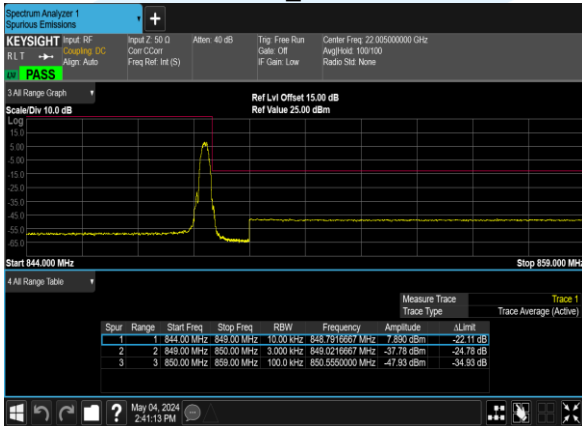 Spectrum Analyzer 1
Spurious Emissions
+
KEYSIGHT Input: RF Input Z: 50 Ω Atten: 40 dB Trig: Free Run Center Freq: 22.005000000 GHz
RLT Coupling: DC Corr CCorr Gate: Off Avg|Hold: 100/100
Align: Auto Freq Ref: Int (S) IF Gain: Low Radio Std: None
PASS
3 All Range Graph
Ref Lvl Offset 15.00 dB
Scale/Div 10.0 dB Ref Value 25.00 dBm
Log
15.0
5.00
-5.00
-15.0
-25.0
-35.0
-45.0
-55.0
-65.0
Start 844.000 MHz Stop 859.000 MHz
4 All Range Table
Measure Trace Trace 1
Trace Type Trace Average (Active)
Spur Range Start Freq Stop Freq RBW Frequency Amplitude ΔLimit
1 1 844.00 MHz 849.00 MHz 10.00 kHz 848.7916667 MHz 7.890 dBm -22.11 dB
2 2 849.00 MHz 850.00 MHz 3.000 kHz 849.0216667 MHz -37.78 dBm -24.78 dB
3 3 850.00 MHz 859.00 MHz 100.0 kHz 850.5550000 MHz -47.93 dBm -34.93 dB
?
May 04, 2024
2:41:13 PM